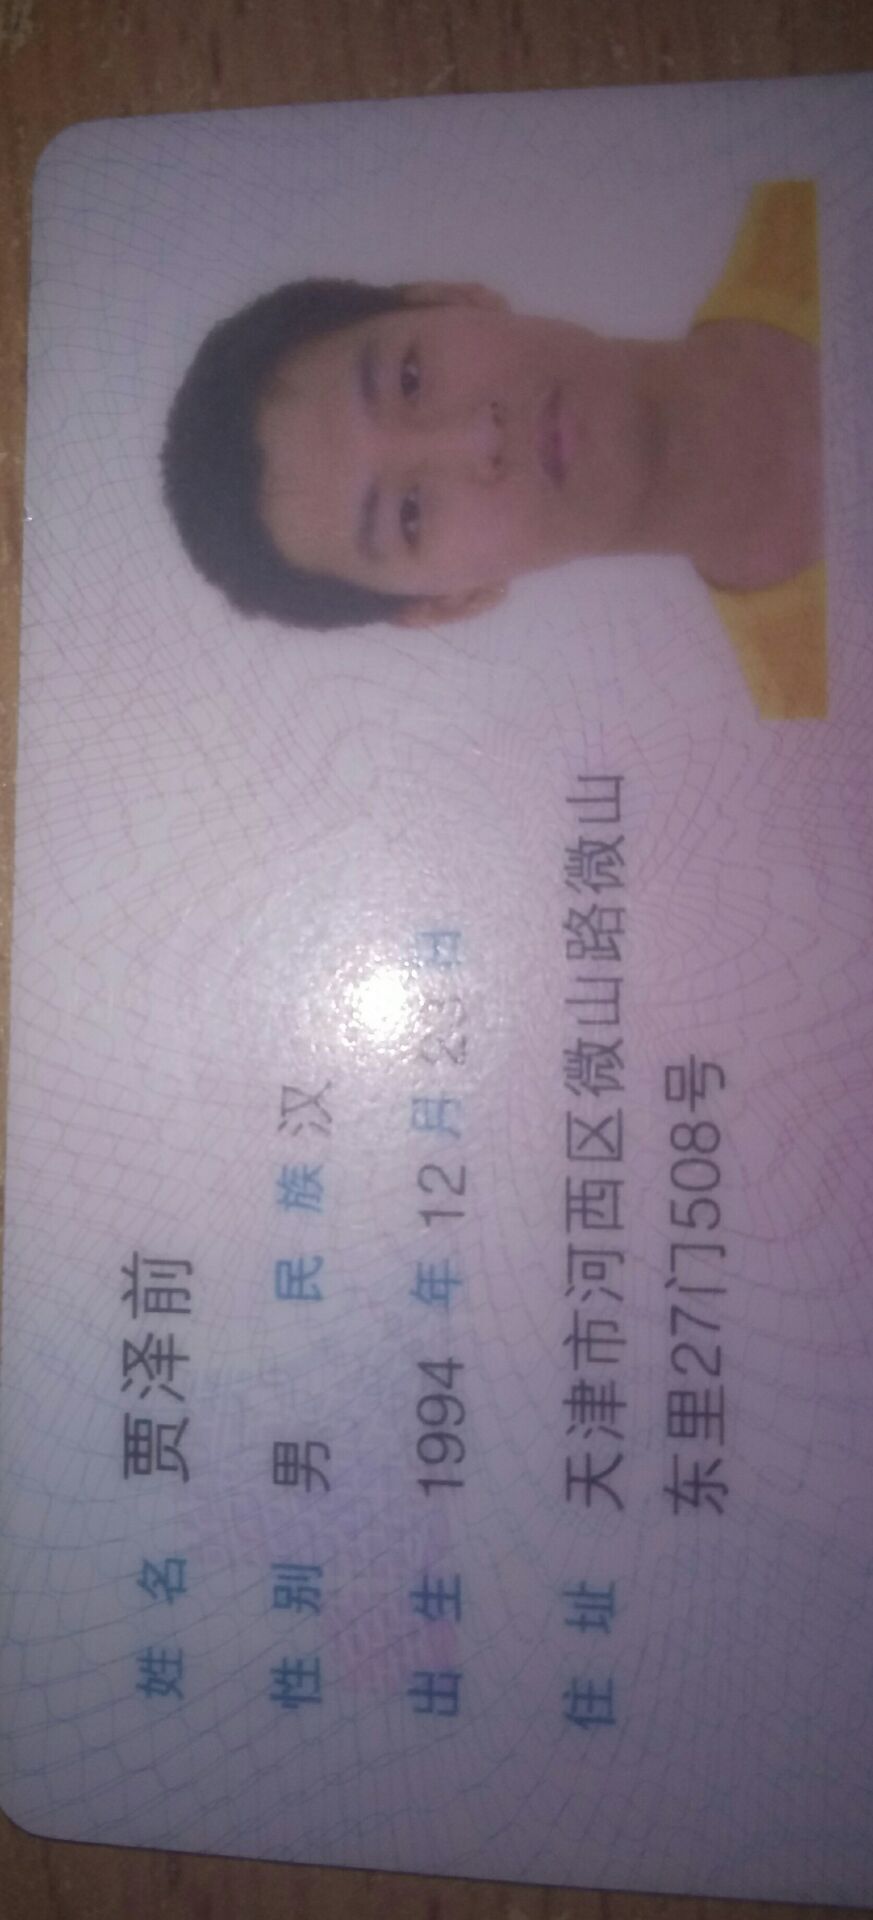 姓名 贾泽前
性别 男 民族 汉
出生 1994 年 12 月 23 日
住址 天津市河西区微山路微山
东里27门508号